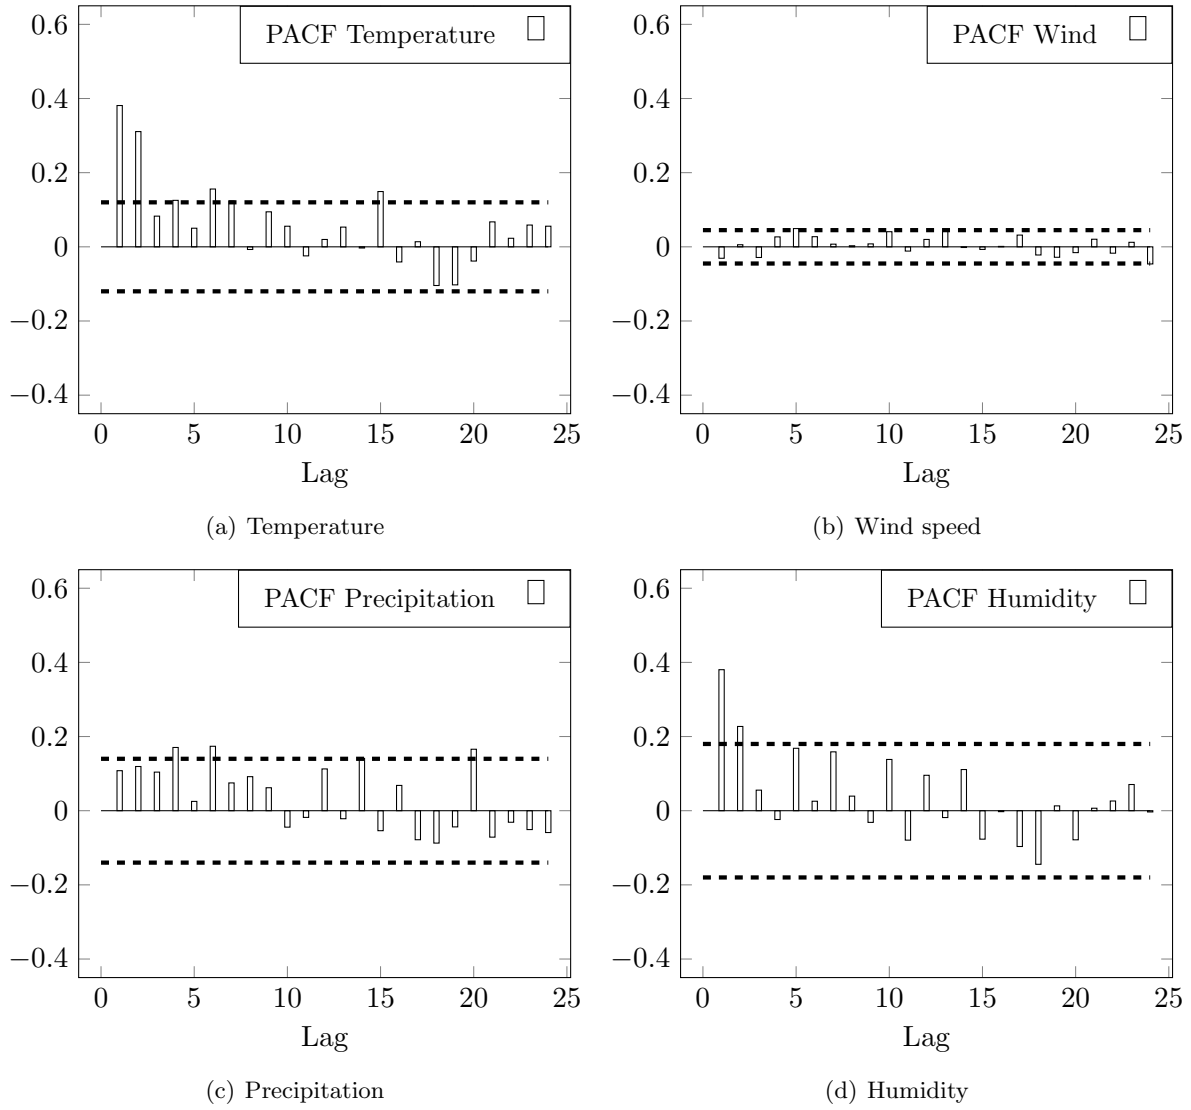 PACF Temperature
0.6
0.4
0.2
0
−0.2
−0.4
0 5 10 15 20 25
Lag
(a) Temperature
PACF Wind
0.6
0.4
0.2
0
−0.2
−0.4
0 5 10 15 20 25
Lag
(b) Wind speed
PACF Precipitation
0.6
0.4
0.2
0
−0.2
−0.4
0 5 10 15 20 25
Lag
(c) Precipitation
PACF Humidity
0.6
0.4
0.2
0
−0.2
−0.4
0 5 10 15 20 25
Lag
(d) Humidity